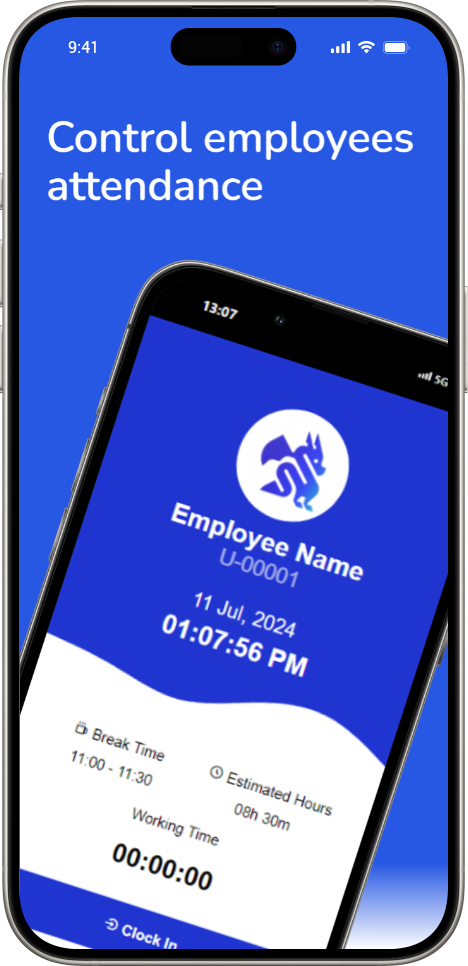 9:41
Control employees
attendance
13:07
5G
Employee Name
U-00001
11 Jul, 2024
01:07:56 PM
Break Time
11:00 - 11:30
Estimated Hours
08h 30m
Working Time
00:00:00
Clock In